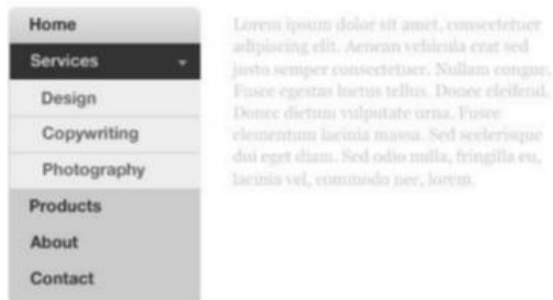 Home
Services
Design
Copywriting
Photography
Products
About
Contact
Lorem ipsum dolor sit amet, consectetuer
adipiscing elit. Aenean vehicula erat sed
justo semper consectetuer. Nullam congue,
Fusce egestas luctus tellus. Donec eleifend,
Donec dictum vulputate urna. Fusce
elementum lacinia massa. Sed scelerisque
dui eget diam. Sed odio nulla, fringilla eu,
lacinia vel, commodo nec, lorem.